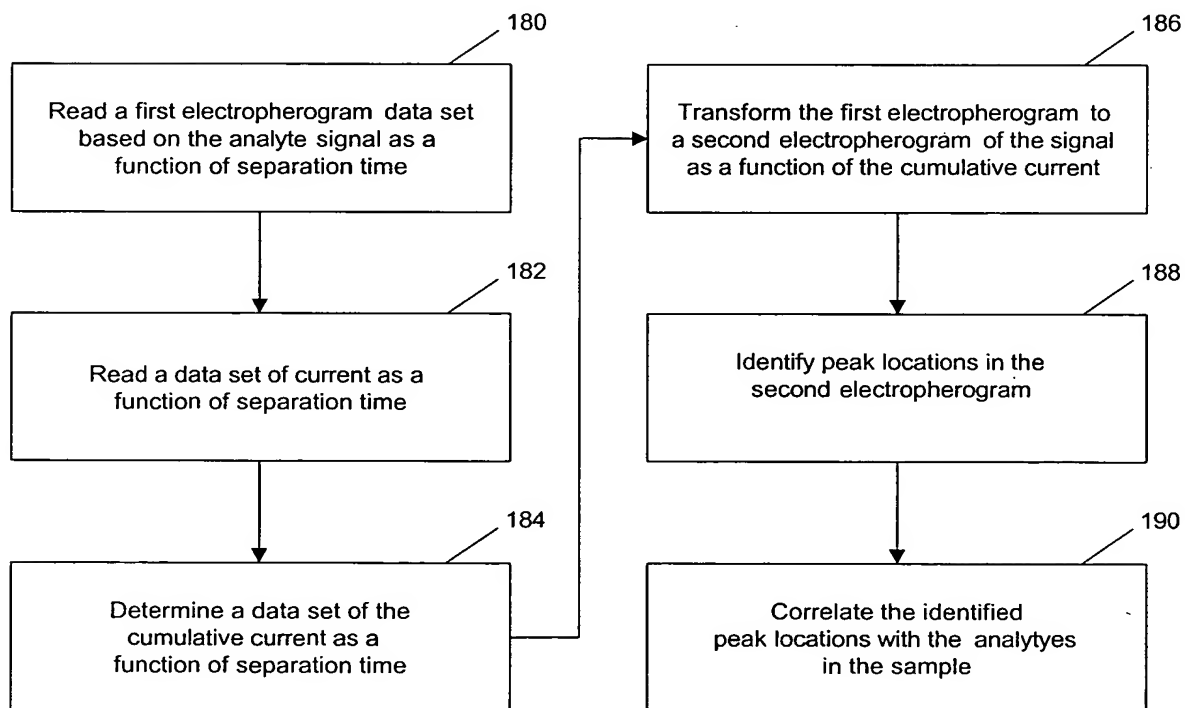 180
Read a first electropherogram data set
based on the analyte signal as a
function of separation time
182
Read a data set of current as a
function of separation time
184
Determine a data set of the
cumulative current as a
function of separation time
186
Transform the first electropherogram to
a second electropherogram of the signal
as a function of the cumulative current
188
Identify peak locations in the
second electropherogram
190
Correlate the identified
peak locations with the analytyes
in the sample